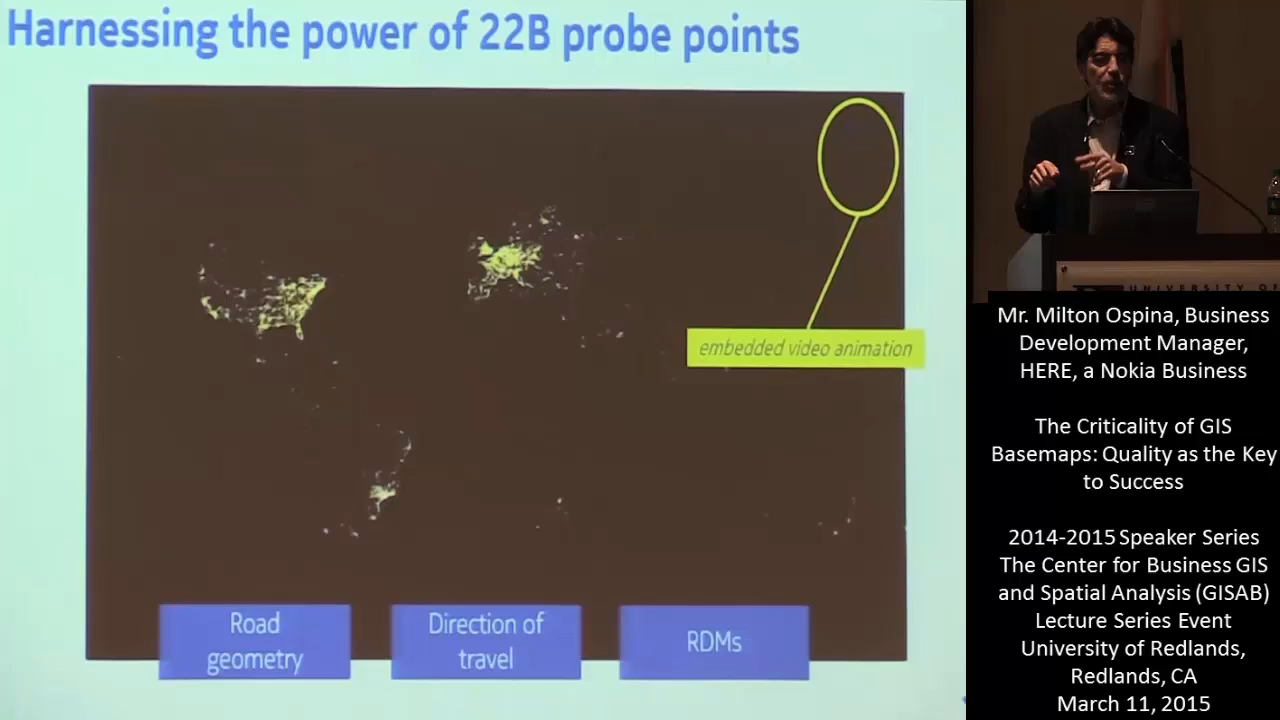 Harnessing the power of 22B probe points
embedded video animation
Road
geometry
Direction of
travel
RDMs
UNIVERSITY OF
Mr. Milton Ospina, Business
Development Manager,
HERE, a Nokia Business
The Criticality of GIS
Basemaps: Quality as the Key
to Success
2014-2015 Speaker Series
The Center for Business GIS
and Spatial Analysis (GISAB)
Lecture Series Event
University of Redlands,
Redlands, CA
March 11, 2015